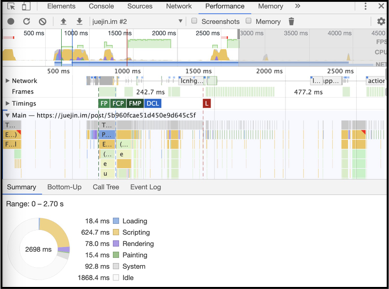 Elements Console Sources Network Performance Memory
juejin.im #2 Screenshots Memory
500 ms 1000 ms 1500 ms 2000 ms 3000 ms 3500 ms 4000 ms
FPS
CPU
NET
500 ms 1000 ms 1500 ms 2000 ms 2500 ms
Network
Frames 242.7 ms 477.2 ms
Timings FP FCP FMP DCL L
Main — https://juejin.im/post/5b960fcae51d450e9d645c5f
Summary Bottom-Up Call Tree Event Log
Range: 0 – 2.70 s
2698 ms
18.4 ms Loading
624.7 ms Scripting
78.0 ms Rendering
15.4 ms Painting
92.8 ms System
1868.4 ms Idle